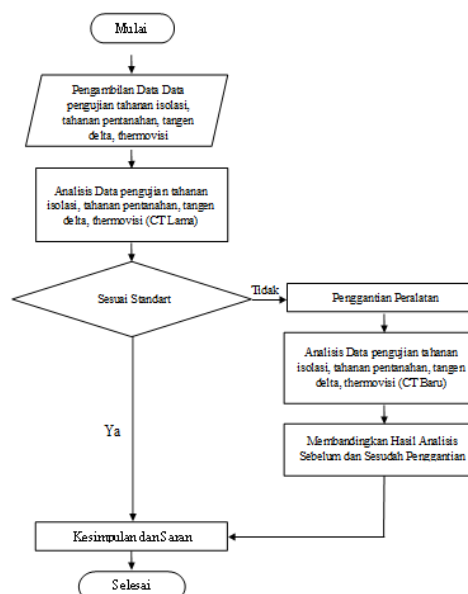 Mulai
Pengambilan Data Data
pengujian tahanan isolasi,
tahanan pentanahan, tangen
delta, thermovisi
Analisis Data pengujian tahanan
isolasi, tahanan pentanahan, tangen
delta, thermovisi (CT Lama)
Sesuai Standart
Tidak
Penggantian Peralatan
Analisis Data pengujian tahanan
isolasi, tahanan pentanahan, tangen
delta, thermovisi (CT Baru)
Membandingkan Hasil Analisis
Sebelum dan Sesudah Penggantian
Ya
Kesimpulan dan Saran
Selesai